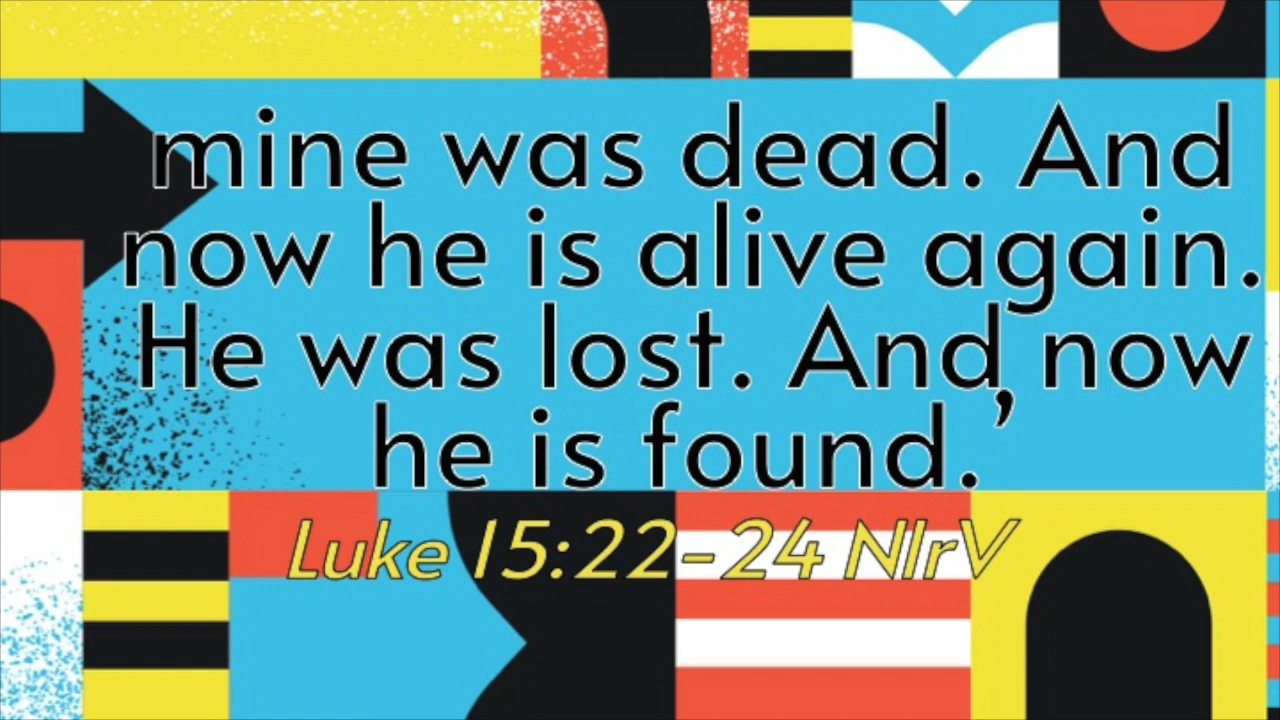 mine was dead. And
now he is alive again.
He was lost. And now
he is found.’
Luke 15:22-24 NIrV